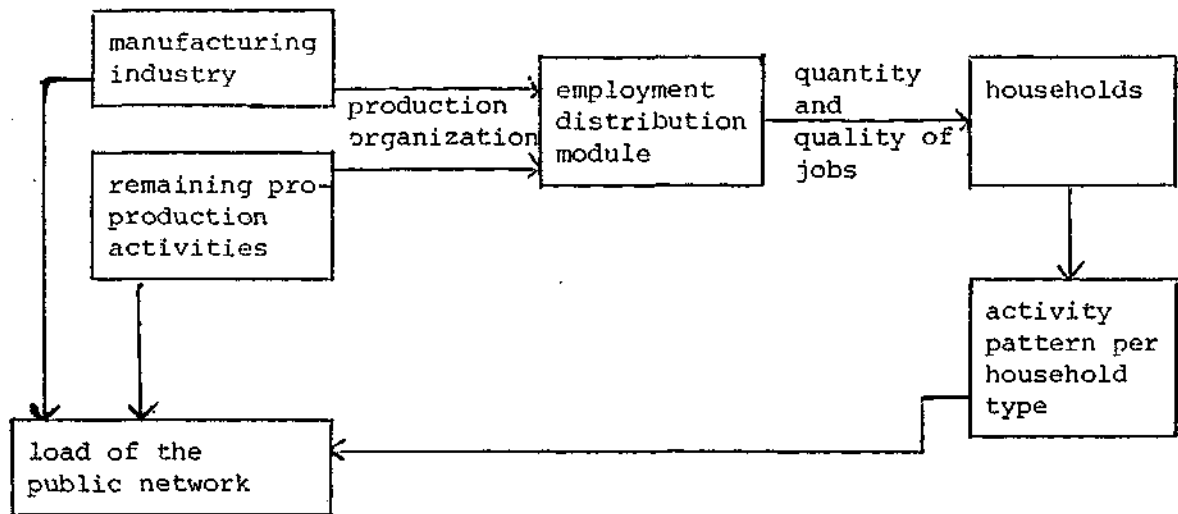 manufacturing
industry
production
organization
employment
distribution
module
quantity
and
quality of
jobs
households
remaining pro-
production
activities
activity
pattern per
household
type
load of the
public network